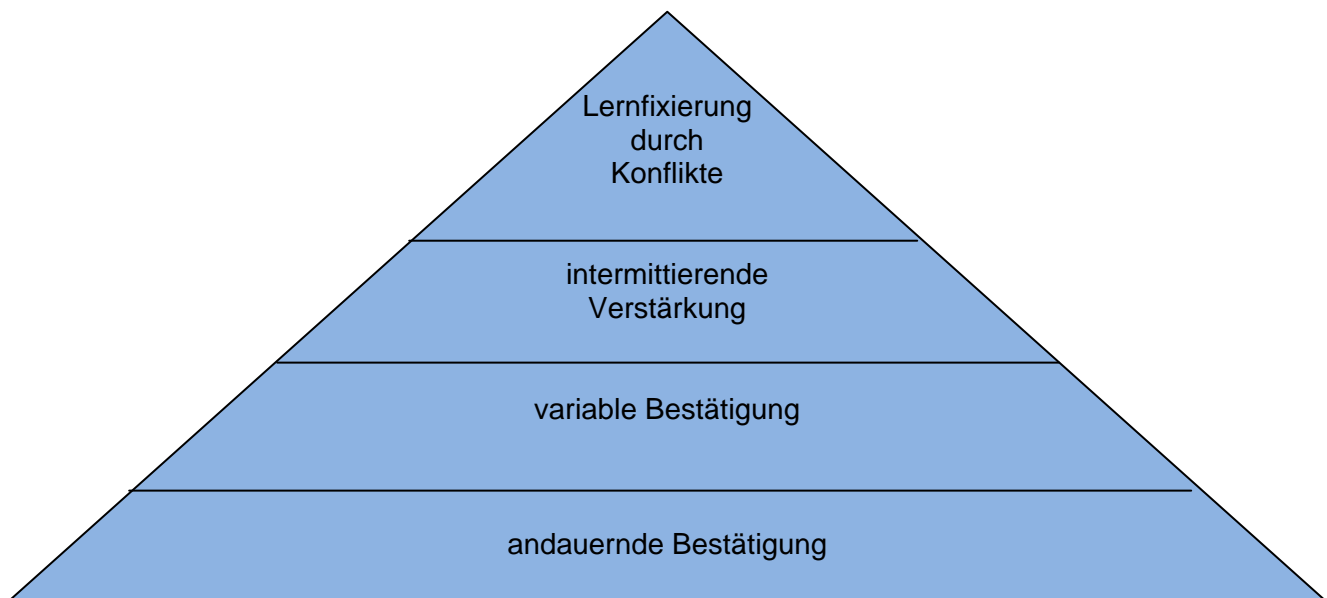 Lernfixierung
durch
Konflikte
intermittierende
Verstärkung
variable Bestätigung
andauernde Bestätigung